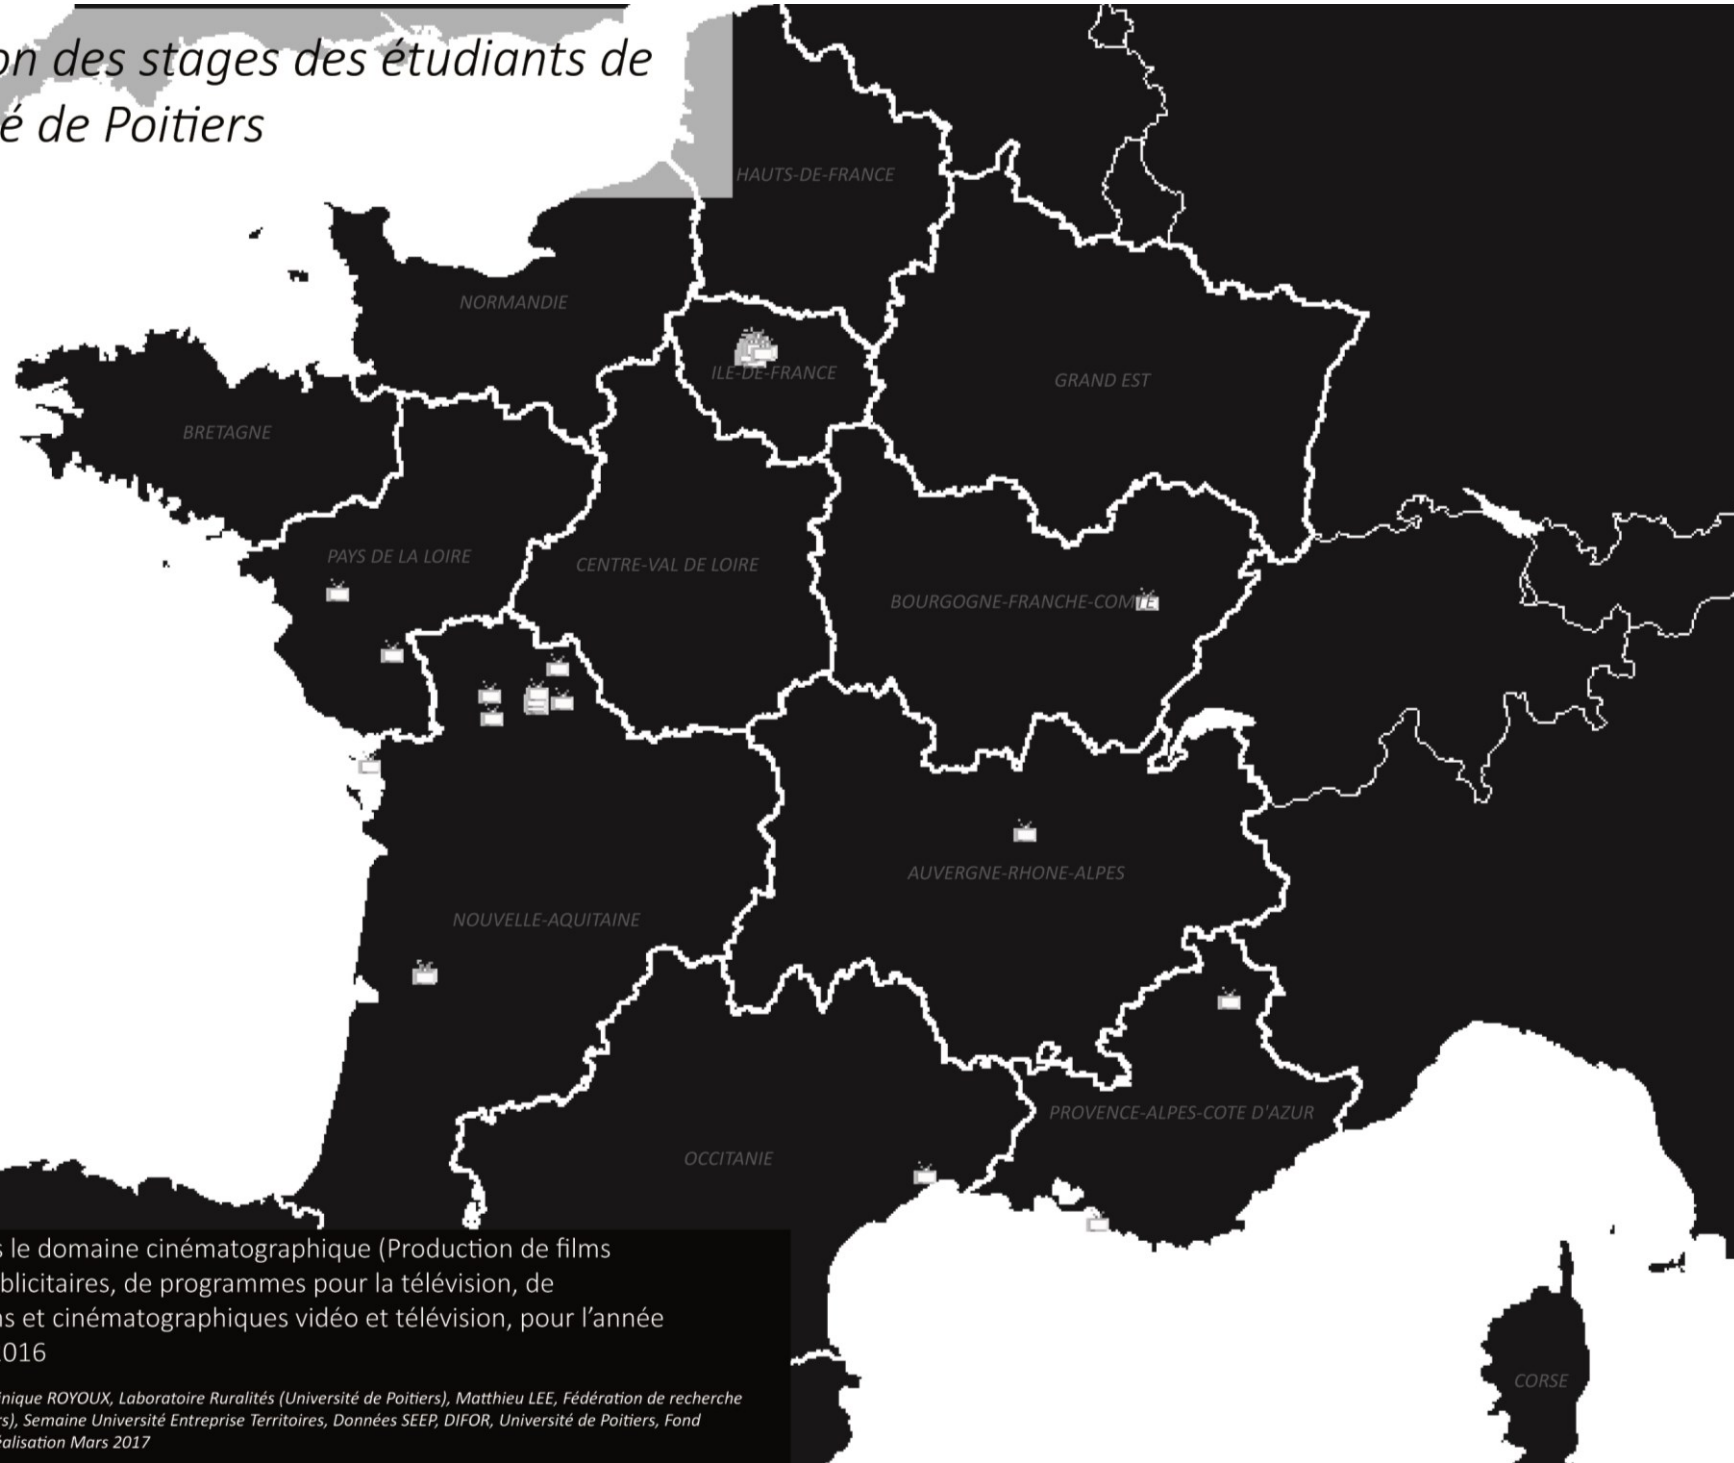 on des stages des étudiants de
é de Poitiers
HAUTS-DE-FRANCE
NORMANDIE
ILE-DE-FRANCE
GRAND EST
BRETAGNE
PAYS DE LA LOIRE
CENTRE-VAL DE LOIRE
BOURGOGNE-FRANCHE-COMTE
AUVERGNE-RHONE-ALPES
NOUVELLE-AQUITAINE
PROVENCE-ALPES-COTE D'AZUR
OCCITANIE
CORSE
s le domaine cinématographique (Production de films
blicitaires, de programmes pour la télévision, de
ns et cinématographiques vidéo et télévision, pour l'année
2016
inique ROYOUX, Laboratoire Ruralités (Université de Poitiers), Matthieu LEE, Fédération de recherche
rs), Semaine Université Entreprise Territoires, Données SEEP, DIFOR, Université de Poitiers, Fond
éalisation Mars 2017